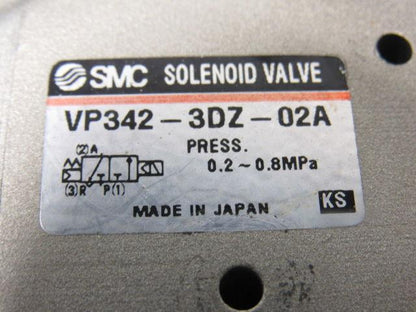 SMC SOLENOID VALVE
VP342-3DZ-02A
PRESS.
0.2~0.8MPa
(2)A
(3)R P(1)
MADE IN JAPAN
KS